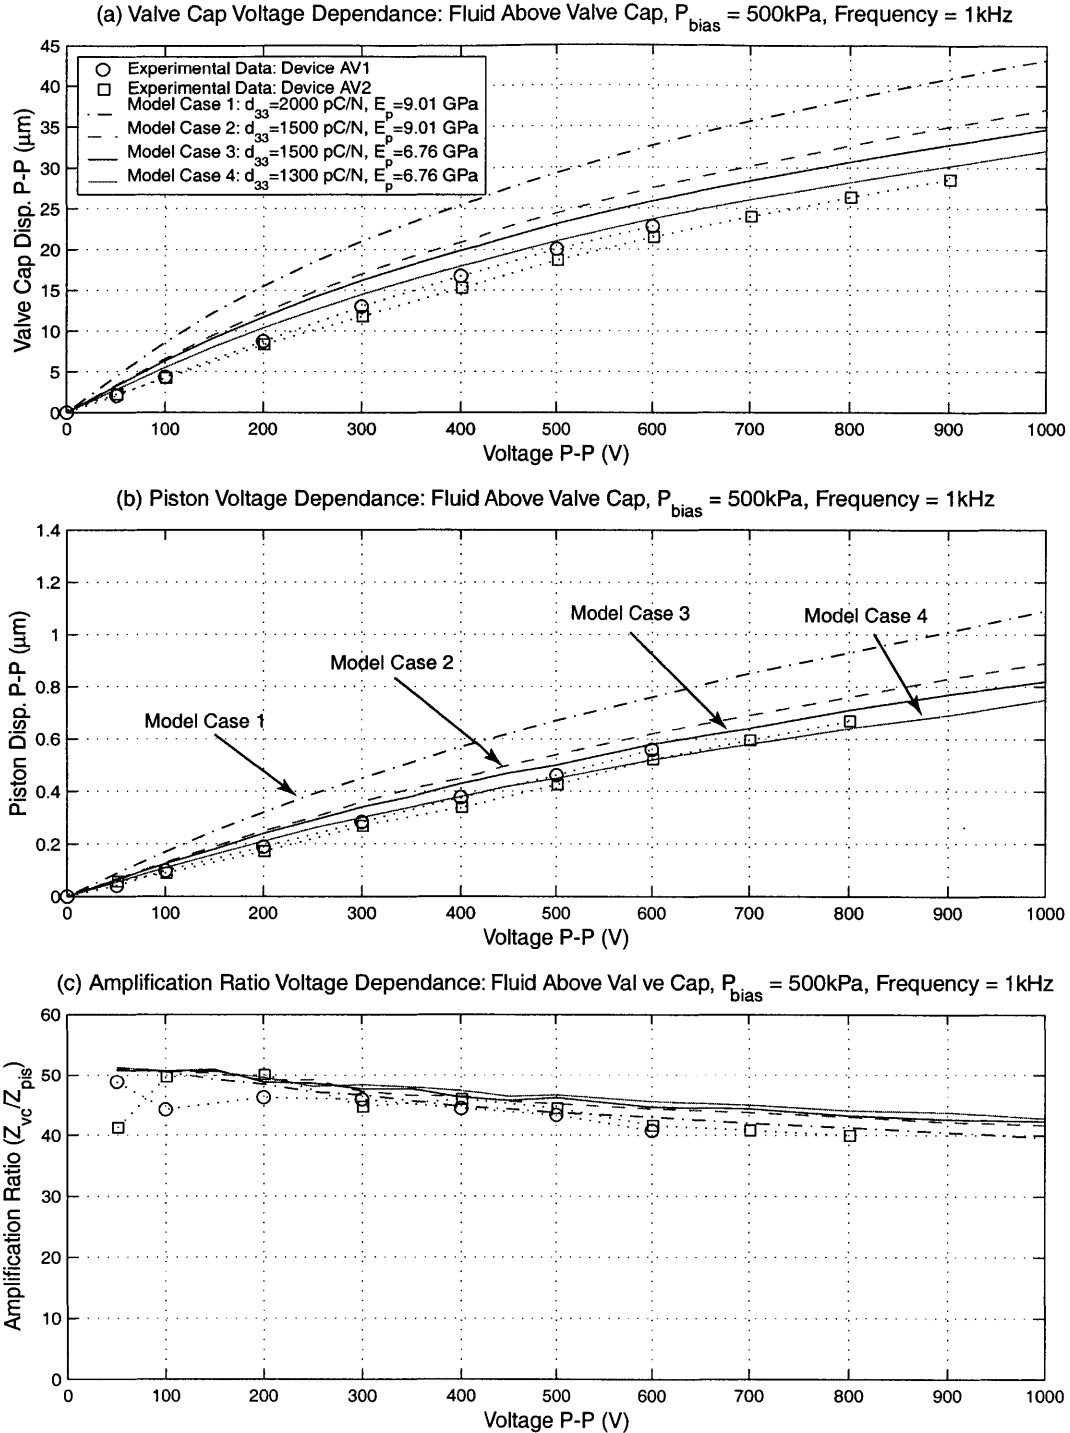 (a) Valve Cap Voltage Dependance: Fluid Above Valve Cap, P_bias = 500kPa, Frequency = 1kHz
45
40
35
30
25
20
15
10
5
0
Valve Cap Disp. P-P (μm)
Experimental Data: Device AV1
Experimental Data: Device AV2
Model Case 1: d_33=2000 pC/N, E_p=9.01 GPa
Model Case 2: d_33=1500 pC/N, E_p=9.01 GPa
Model Case 3: d_33=1500 pC/N, E_p=6.76 GPa
Model Case 4: d_33=1300 pC/N, E_p=6.76 GPa
0 100 200 300 400 500 600 700 800 900 1000
Voltage P-P (V)
(b) Piston Voltage Dependance: Fluid Above Valve Cap, P_bias = 500kPa, Frequency = 1kHz
1.4
1.2
1
0.8
0.6
0.4
0.2
0
Piston Disp. P-P (μm)
Model Case 1
Model Case 2
Model Case 3
Model Case 4
0 100 200 300 400 500 600 700 800 900 1000
Voltage P-P (V)
(c) Amplification Ratio Voltage Dependance: Fluid Above Val ve Cap, P_bias = 500kPa, Frequency = 1kHz
60
50
40
30
20
10
0
Amplification Ratio (Z_vc/Z_pis)
0 100 200 300 400 500 600 700 800 900 1000
Voltage P-P (V)